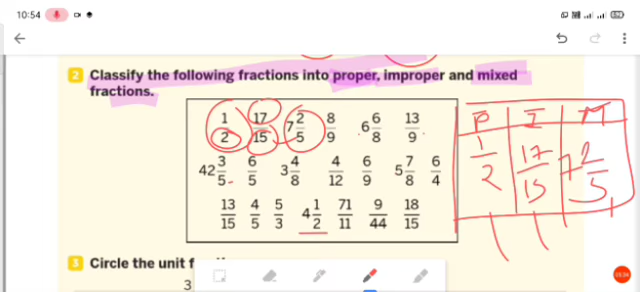 10:54
2 Classify the following fractions into proper, improper and mixed
fractions.
1/2 17/15 7 2/5 8/9 6 6/8 13/9
42 3/5 6/5 3 4/8 4/12 6/9 5 7/8 6/4
13/15 4/5 5/3 4 1/2 71/11 9/44 18/15
P I M
1/2 17/15 7 2/5
3 Circle the unit f
3